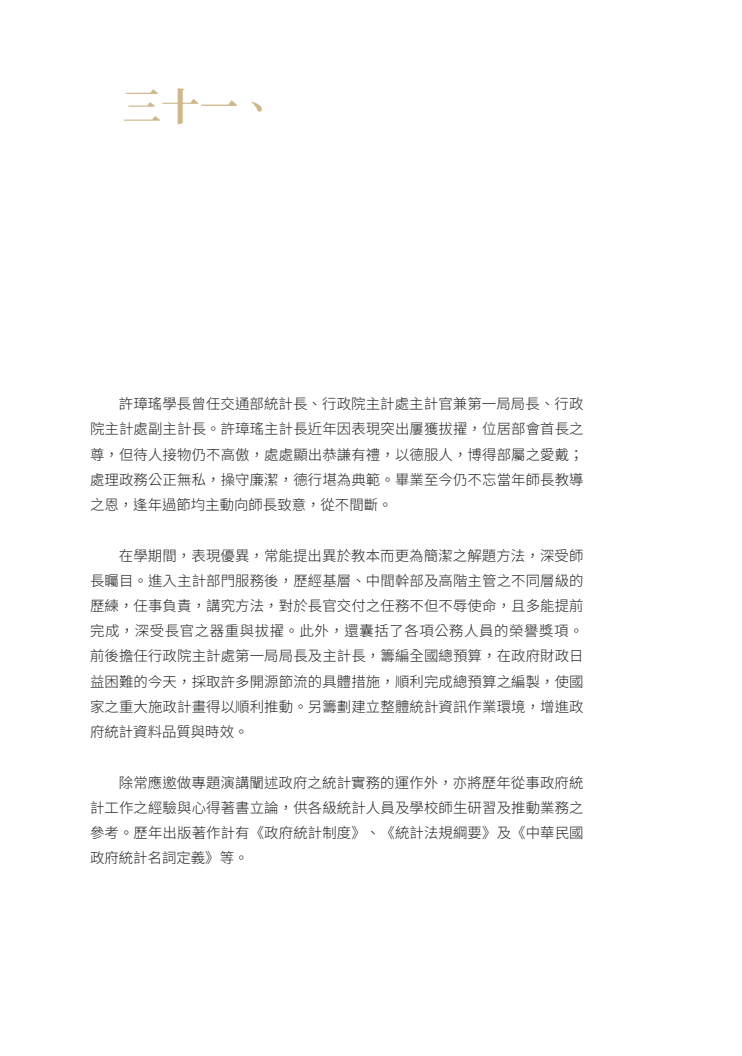 三十一、
許璋瑤學長曾任交通部統計長、行政院主計處主計官兼第一局局長、行政
院主計處副主計長。許璋瑤主計長近年因表現突出屢獲拔擢，位居部會首長之
尊，但待人接物仍不高傲，處處顯出恭謙有禮，以德服人，博得部屬之愛戴；
處理政務公正無私，操守廉潔，德行堪為典範。畢業至今仍不忘當年師長教導
之恩，逢年過節均主動向師長致意，從不間斷。
在學期間，表現優異，常能提出異於教本而更為簡潔之解題方法，深受師
長矚目。進入主計部門服務後，歷經基層、中間幹部及高階主管之不同層級的
歷練，任事負責，講究方法，對於長官交付之任務不但不辱使命，且多能提前
完成，深受長官之器重與拔擢。此外，還囊括了各項公務人員的榮譽獎項。
前後擔任行政院主計處第一局局長及主計長，籌編全國總預算，在政府財政日
益困難的今天，採取許多開源節流的具體措施，順利完成總預算之編製，使國
家之重大施政計畫得以順利推動。另籌劃建立整體統計資訊作業環境，增進政
府統計資料品質與時效。
除常應邀做專題演講闡述政府之統計實務的運作外，亦將歷年從事政府統
計工作之經驗與心得著書立論，供各級統計人員及學校師生研習及推動業務之
參考。歷年出版著作計有《政府統計制度》、《統計法規綱要》及《中華民國
政府統計名詞定義》等。